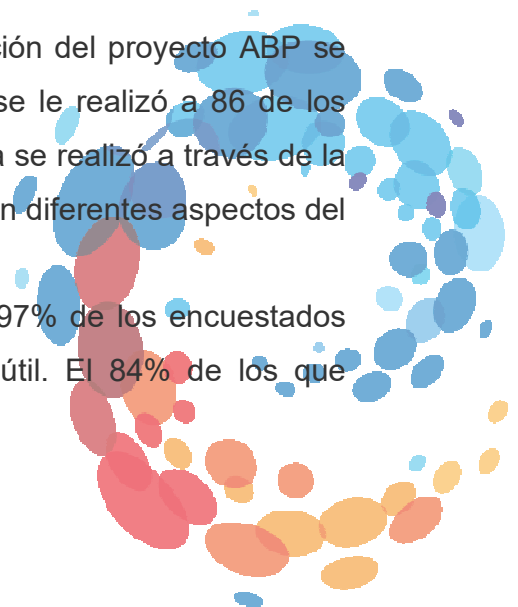 ción del proyecto ABP se
se le realizó a 86 de los
a se realizó a través de la
n diferentes aspectos del
97% de los encuestados
útil. El 84% de los que